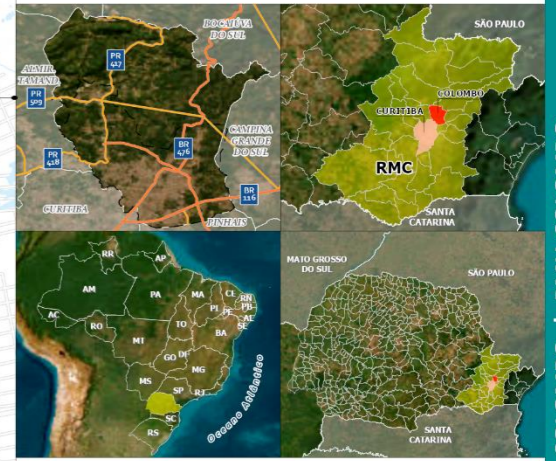 BOCAIÚVA
DO SUL
PR
417
ALMIR.
TAMAND.
PR
509
CAMPINA
GRANDE
DO SUL
BR
476
PR
418
BR
116
CURITIBA
PINHAIS
SÃO PAULO
COLOMBO
CURITIBA
RMC
SANTA
CATARINA
RR
AP
AM
PA
MA
CE
RN
PB
PI
PE
AL
SE
AC
RO
TO
BA
MT
GO
DF
MG
MS
SP
RJ
SC
RS
Oceano Atlântico
MATO GROSSO
DO SUL
SÃO PAULO
SANTA
CATARINA